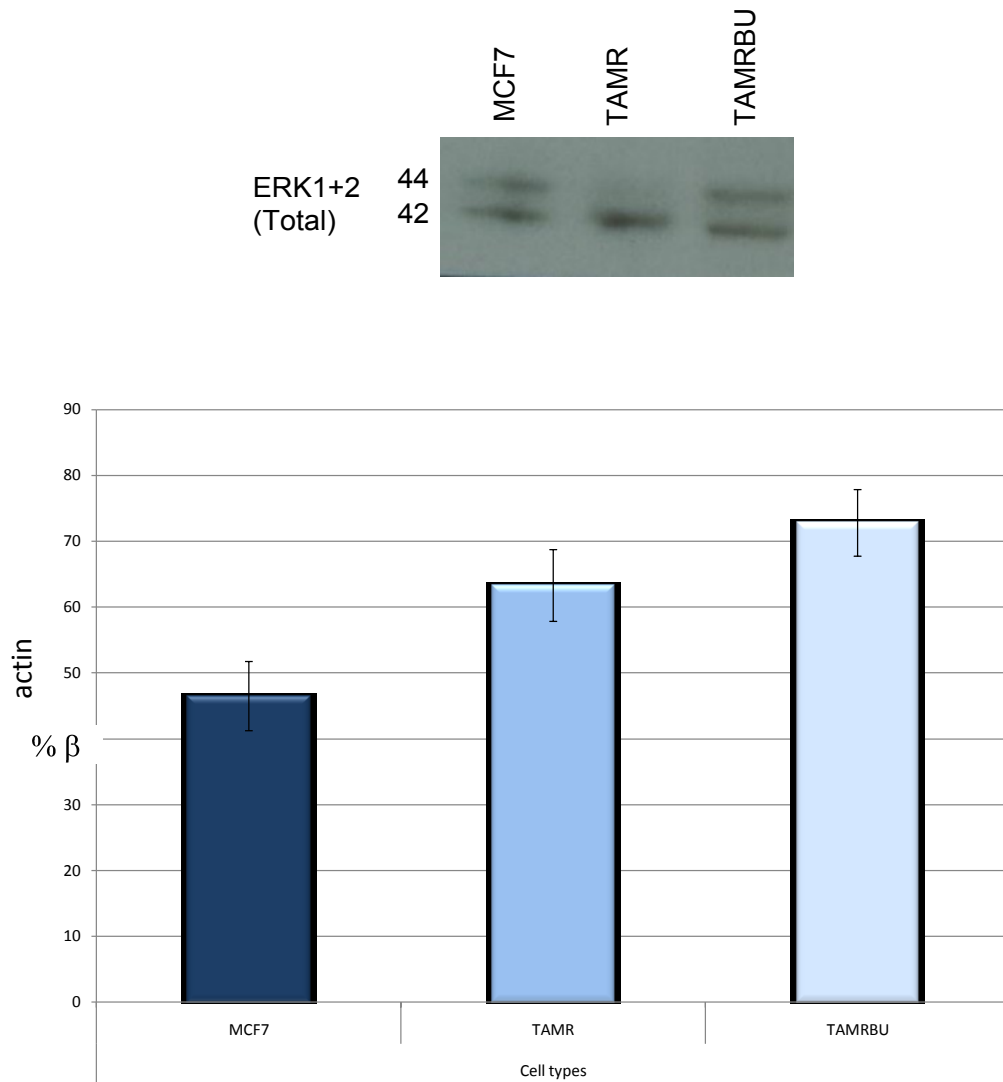 MCF7
TAMR
TAMRBU
ERK1+2
(Total)
44
42
90
80
70
60
50
30
20
10
0
actin
% β
MCF7
TAMR
TAMRBU
Cell types